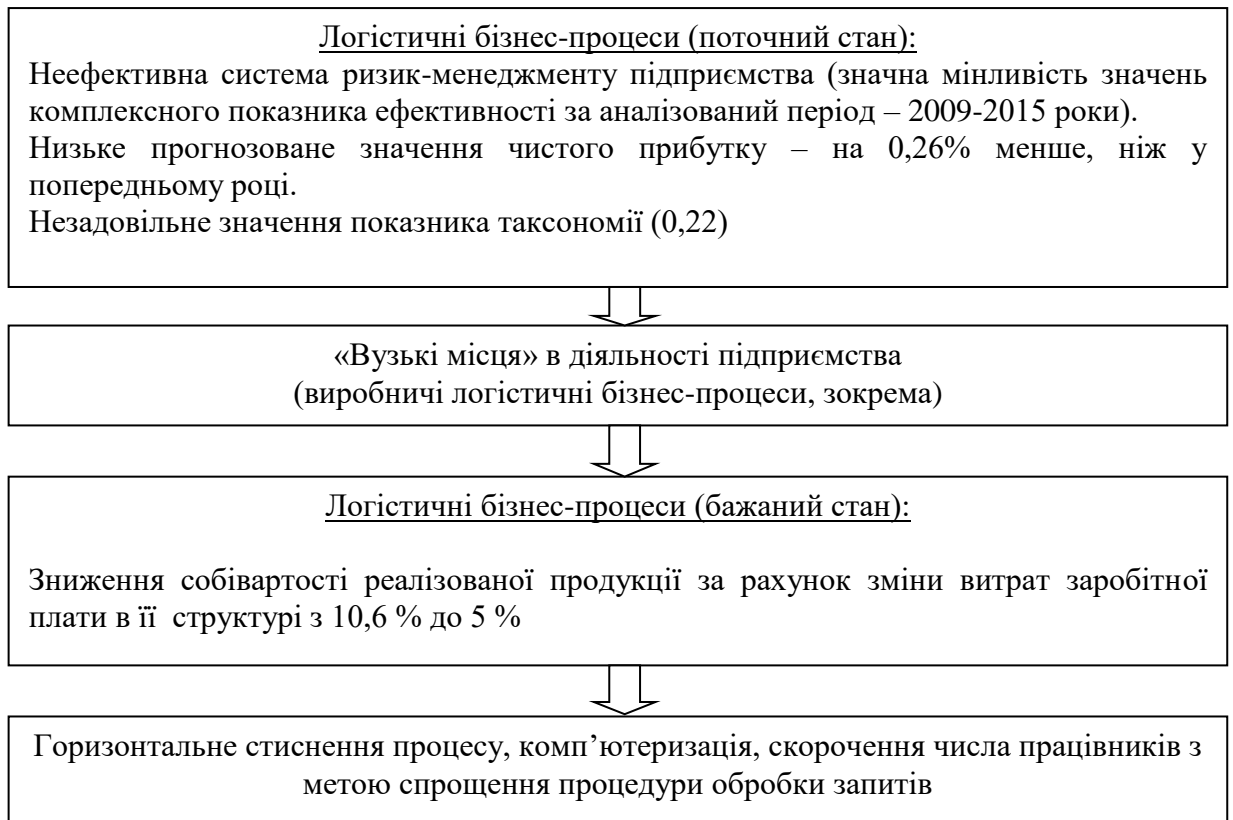 Логістичні бізнес-процеси (поточний стан):
Неефективна система ризик-менеджменту підприємства (значна мінливість значень
комплексного показника ефективності за аналізований період – 2009-2015 роки).
Низьке прогнозоване значення чистого прибутку – на 0,26% менше, ніж у
попередньому році.
Незадовільне значення показника таксономії (0,22)
«Вузькі місця» в діяльності підприємства
(виробничі логістичні бізнес-процеси, зокрема)
Логістичні бізнес-процеси (бажаний стан):
Зниження собівартості реалізованої продукції за рахунок зміни витрат заробітної
плати в її структурі з 10,6 % до 5 %
Горизонтальне стиснення процесу, комп’ютеризація, скорочення числа працівників з
метою спрощення процедури обробки запитів